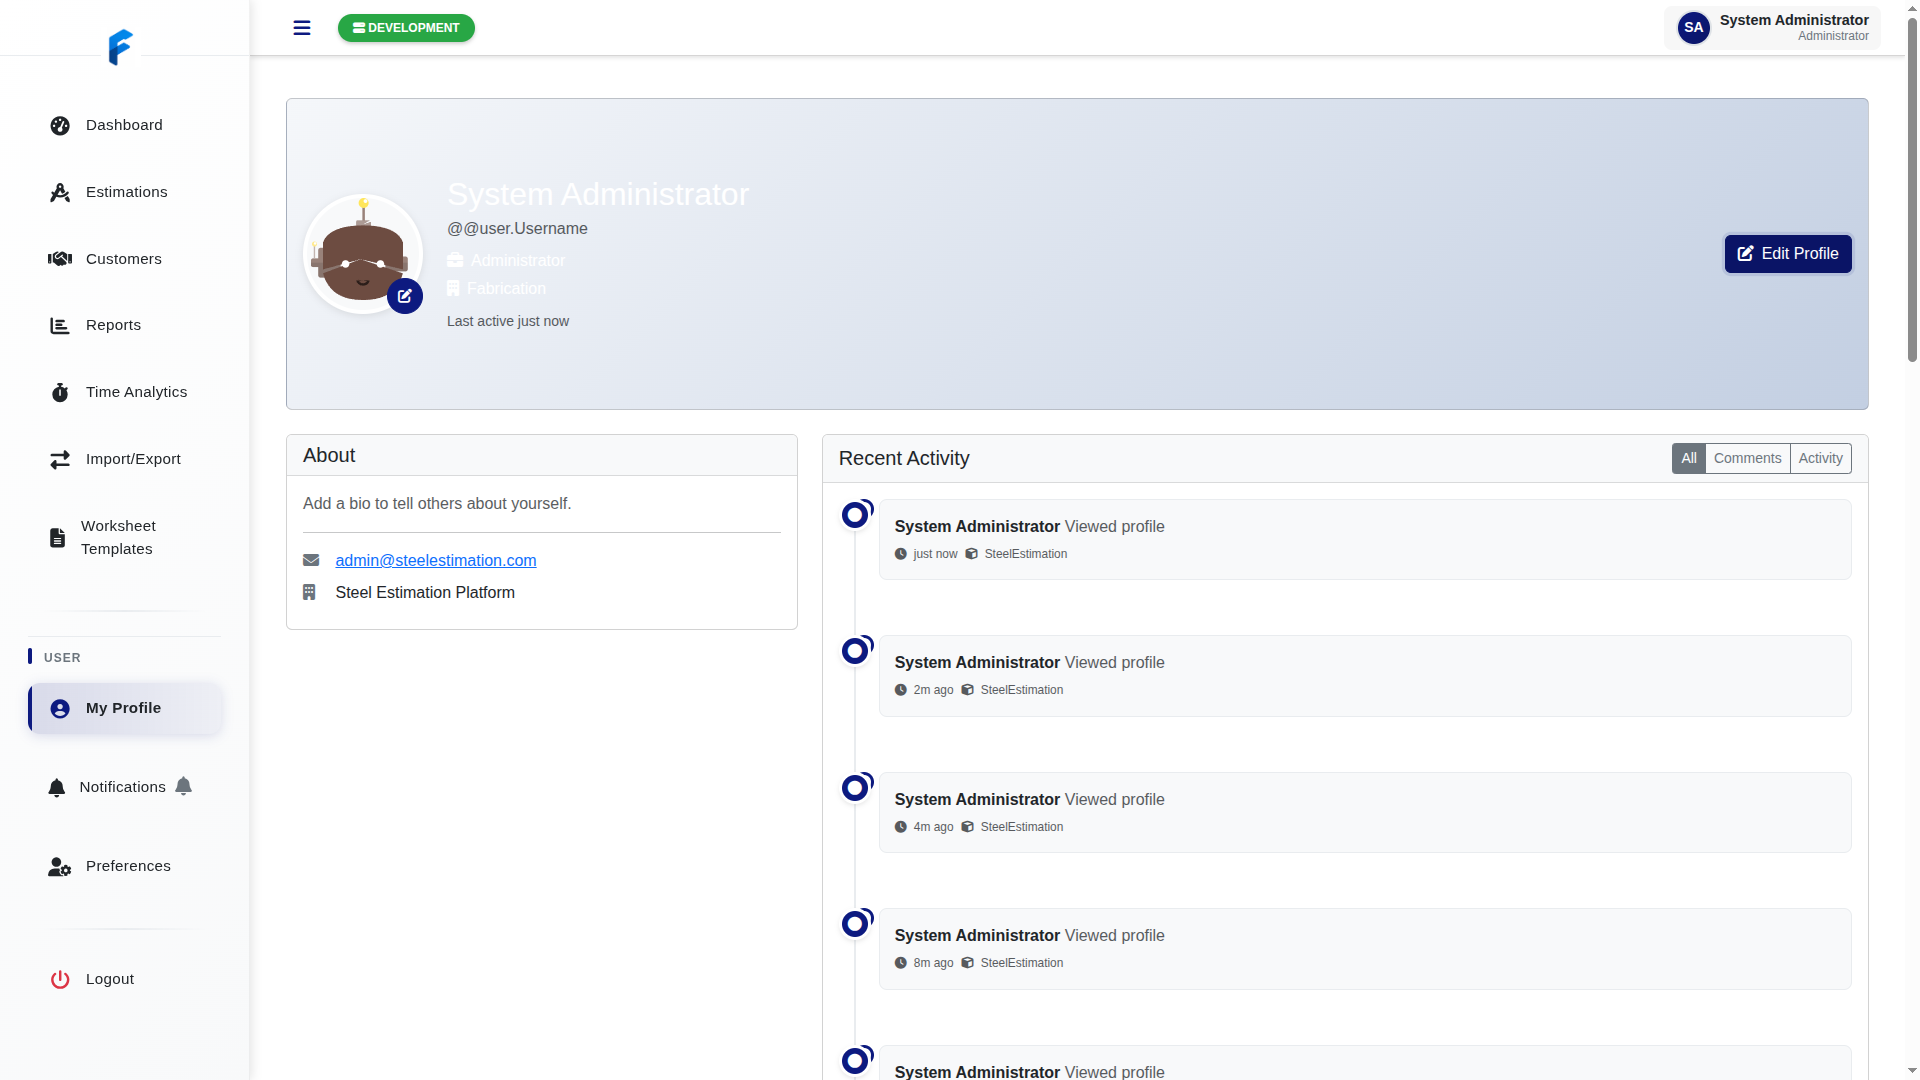 DEVELOPMENT
SA
System Administrator
Administrator
Dashboard
Estimations
Customers
Reports
Time Analytics
Import/Export
Worksheet
Templates
USER
My Profile
Notifications
Preferences
Logout
System Administrator
@@user.Username
Administrator
Fabrication
Last active just now
Edit Profile
About
Add a bio to tell others about yourself.
admin@steelestimation.com
Steel Estimation Platform
Recent Activity
All Comments Activity
System Administrator Viewed profile
just now SteelEstimation
System Administrator Viewed profile
2m ago SteelEstimation
System Administrator Viewed profile
4m ago SteelEstimation
System Administrator Viewed profile
8m ago SteelEstimation
System Administrator Viewed profile